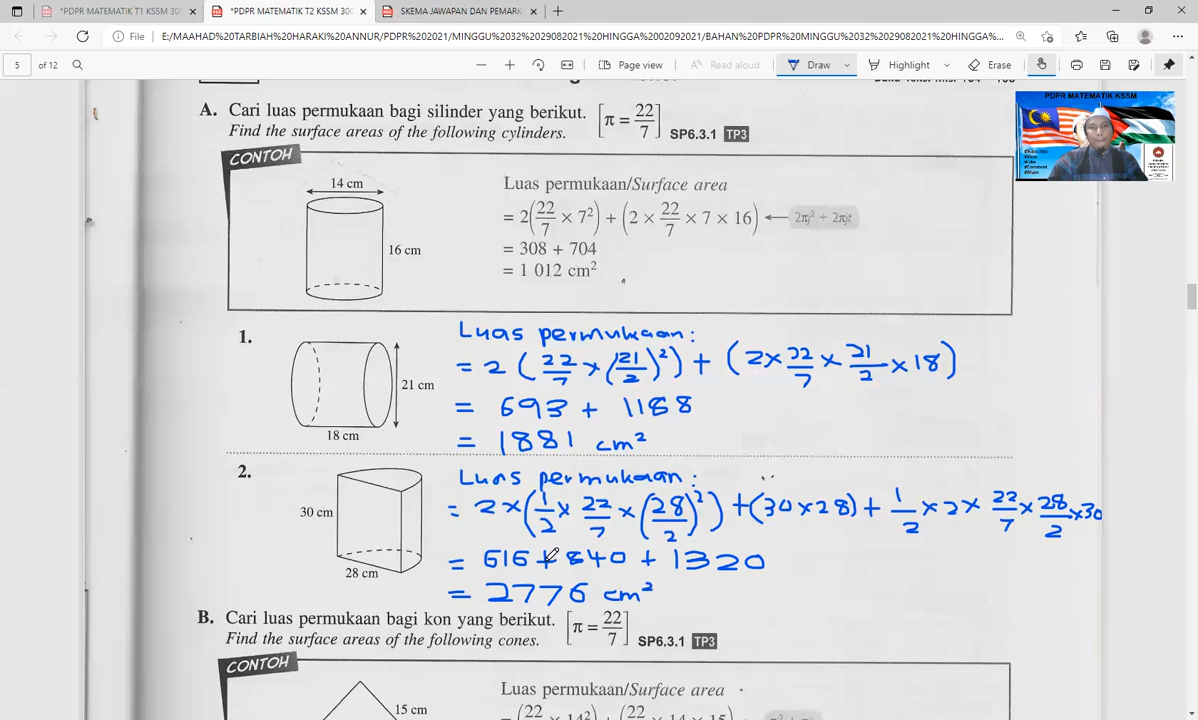 *PDPR MATEMATIK T1 KSSM 300
*PDPR MATEMATIK T2 KSSM 300
SKEMA JAWAPAN DAN PEMARK
File
E:/MAAHAD%20TARBIAH%20HARAKI%20ANNUR/PDPR%202021/MINGGU%2032%2029082021%20HINGGA%2002092021/BAHAN%20PDPR%20MINGGU%2032%2029082021%20HINGGA%...
5 of 12
Page view
Read aloud
Draw
Highlight
Erase
PDPR MATEMATIK KSSM
A. Cari luas permukaan bagi silinder yang berikut. [π = 22/7]
Find the surface areas of the following cylinders. SP6.3.1 TP3
CONTOH
14 cm
16 cm
Luas permukaan/Surface area
= 2(22/7 × 7²) + (2 × 22/7 × 7 × 16) ← 2πj² + 2πjt
= 308 + 704
= 1 012 cm²
1.
21 cm
18 cm
Luas permukaan:
= 2 (22/7 × (21/2)²) + (2 × 22/7 × 21/2 × 18)
= 693 + 1188
= 1881 cm²
2.
30 cm
28 cm
Luas permukaan:
= 2 × (1/2 × 22/7 × (28/2)²) + (30 × 28) + 1/2 × 2 × 22/7 × 28/2 × 30
= 616 + 840 + 1320
= 2776 cm²
B. Cari luas permukaan bagi kon yang berikut. [π = 22/7]
Find the surface areas of the following cones. SP6.3.1 TP3
CONTOH
15 cm
Luas permukaan/Surface area